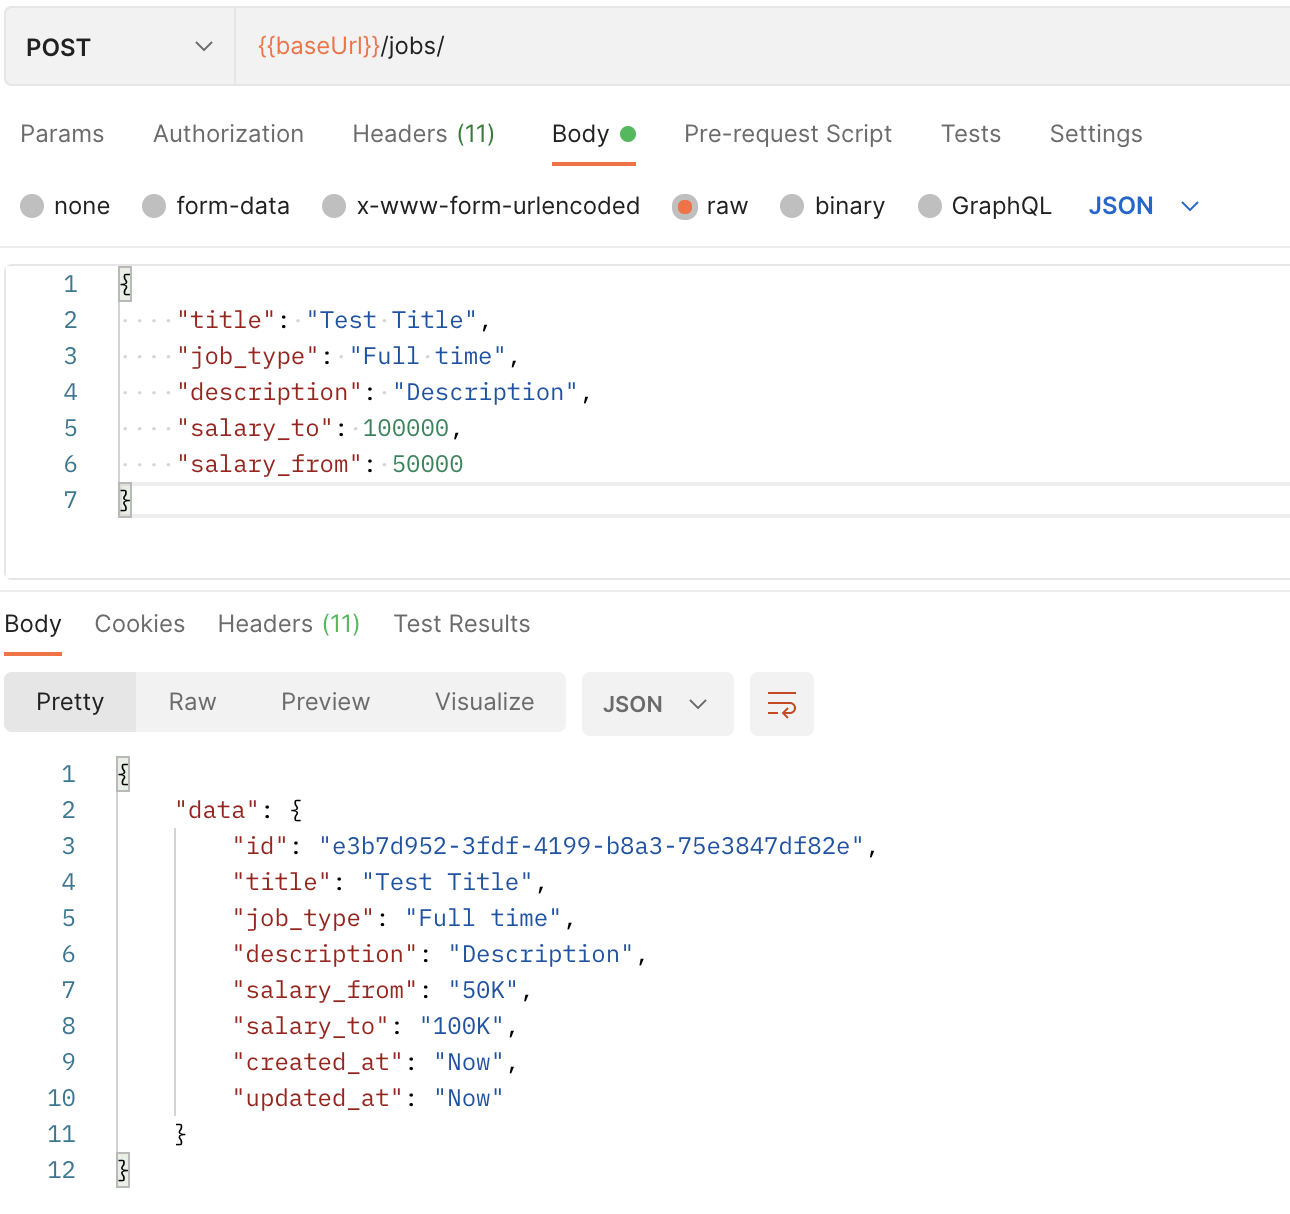 POST {{baseUrl}}/jobs/
Params Authorization Headers (11) Body Pre-request Script Tests Settings
none form-data x-www-form-urlencoded raw binary GraphQL JSON
1 {
2 "title": "Test Title",
3 "job_type": "Full time",
4 "description": "Description",
5 "salary_to": 100000,
6 "salary_from": 50000
7 }
Body Cookies Headers (11) Test Results
Pretty Raw Preview Visualize JSON
1 {
2 "data": {
3 "id": "e3b7d952-3fdf-4199-b8a3-75e3847df82e",
4 "title": "Test Title",
5 "job_type": "Full time",
6 "description": "Description",
7 "salary_from": "50K",
8 "salary_to": "100K",
9 "created_at": "Now",
10 "updated_at": "Now"
11 }
12 }